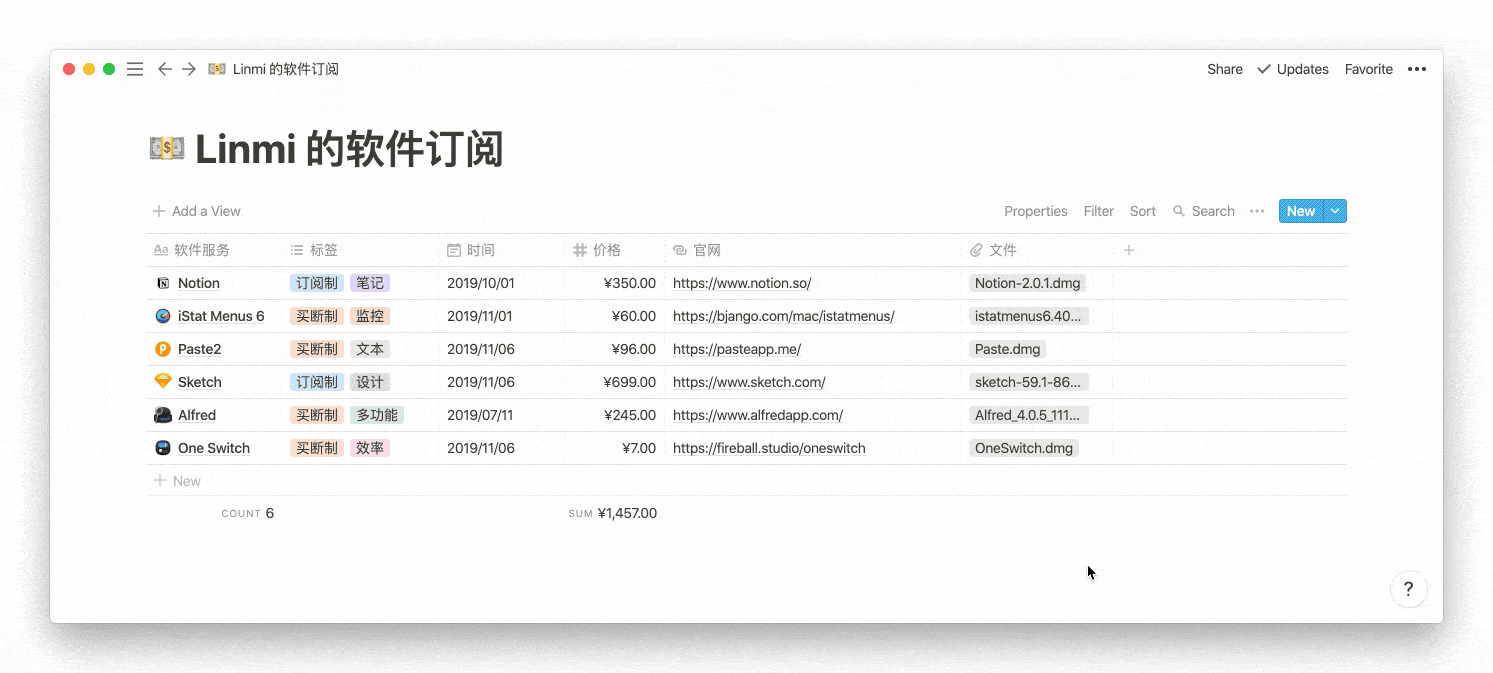 Linmi 的软件订阅 Share Updates Favorite
Linmi 的软件订阅
Add a View Properties Filter Sort Search New
Aa 软件服务 标签 时间 价格 官网 文件
Notion 订阅制 笔记 2019/10/01 ¥350.00 https://www.notion.so/ Notion-2.0.1.dmg
iStat Menus 6 买断制 监控 2019/11/01 ¥60.00 https://bjango.com/mac/istatmenus/ istatmenus6.40...
Paste2 买断制 文本 2019/11/06 ¥96.00 https://pasteapp.me/ Paste.dmg
Sketch 订阅制 设计 2019/11/06 ¥699.00 https://www.sketch.com/ sketch-59.1-86...
Alfred 买断制 多功能 2019/07/11 ¥245.00 https://www.alfredapp.com/ Alfred_4.0.5_111...
One Switch 买断制 效率 2019/11/06 ¥7.00 https://fireball.studio/oneswitch OneSwitch.dmg
New
COUNT 6 SUM ¥1,457.00
?